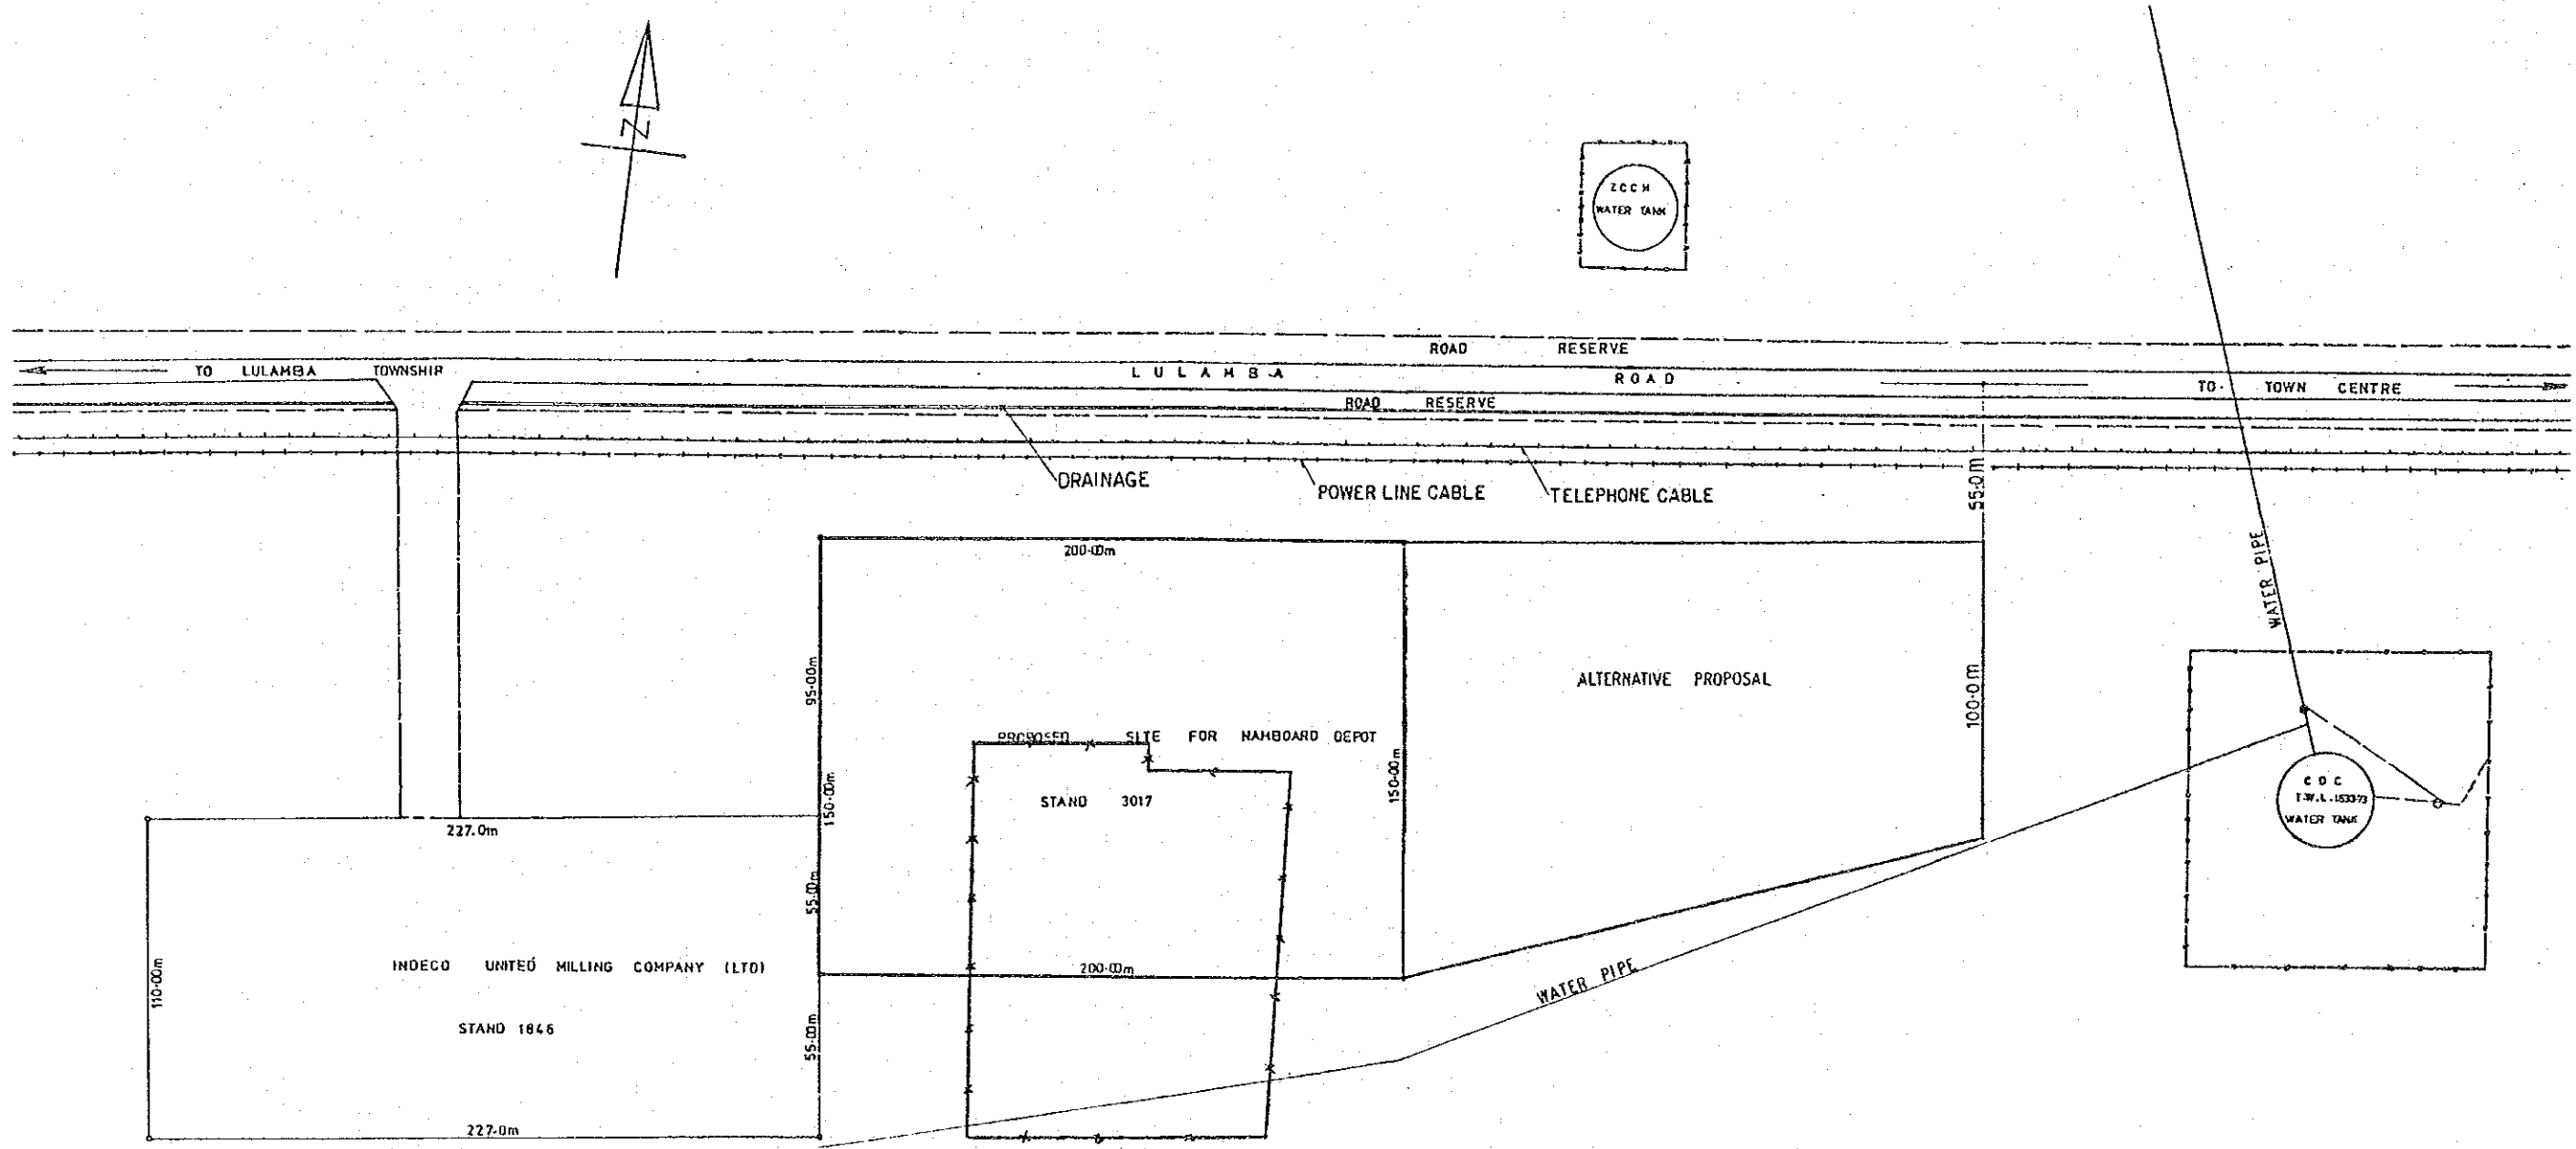 N
ZCCM
WATER TANK
ROAD RESERVE
TO LULAMBA TOWNSHIP
LULAMBA ROAD
TO TOWN CENTRE
ROAD RESERVE
DRAINAGE
POWER LINE CABLE
TELEPHONE CABLE
55.0m
200.00m
WATER PIPE
95.00m
ALTERNATIVE PROPOSAL
100.0m
PROPOSED SITE FOR NAMBOARD DEPOT
150.00m
150.00m
STAND 3017
C D C
WATER TANK
227.0m
55.00m
INDECO UNITED MILLING COMPANY (LTD)
200.00m
WATER PIPE
110.00m
STAND 1846
55.00m
227.0m